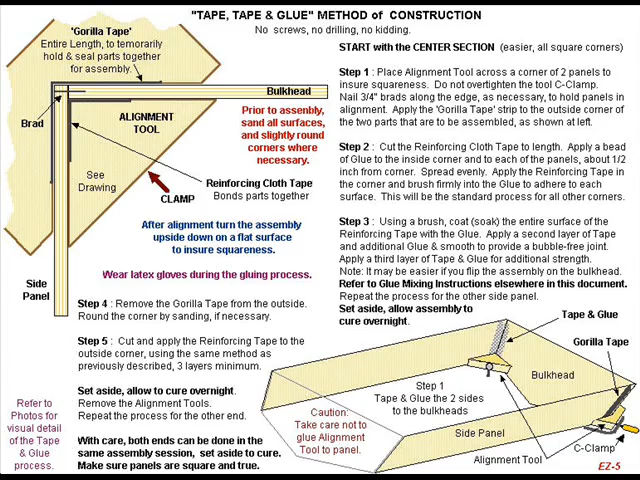 "TAPE, TAPE & GLUE" METHOD of CONSTRUCTION
No screws, no drilling, no kidding.
'Gorilla Tape'
Entire Length, to temorarily
hold & seal parts together
for assembly.
Bulkhead
Brad
ALIGNMENT
TOOL
Prior to assembly,
sand all surfaces,
and slightly round
corners where
necessary.
See
Drawing
Reinforcing Cloth Tape
Bonds parts together
CLAMP
After alignment turn the assembly
upside down on a flat surface
to insure squareness.
Wear latex gloves during the gluing process.
Side
Panel
START with the CENTER SECTION (easier, all square corners)
Step 1 : Place Alignment Tool across a corner of 2 panels to
insure squareness. Do not overtighten the tool C-Clamp.
Nail 3/4" brads along the edge, as necessary, to hold panels in
alignment. Apply the 'Gorilla Tape' strip to the outside corner of
the two parts that are to be assembled, as shown at left.
Step 2 : Cut the Reinforcing Cloth Tape to length. Apply a bead
of Glue to the inside corner and to each of the panels, about 1/2
inch from corner. Spread evenly. Apply the Reinforcing Tape in
the corner and brush firmly into the Glue to adhere to each
surface. This will be the standard process for all other corners.
Step 3 : Using a brush, coat (soak) the entire surface of the
Reinforcing Tape with the Glue. Apply a second layer of Tape
and additional Glue & smooth to provide a bubble-free joint.
Apply a third layer of Tape & Glue for additional strength.
Note: It may be easier if you flip the assembly on the bulkhead.
Refer to Glue Mixing Instructions elsewhere in this document.
Repeat the process for the other side panel.
Set aside, allow assembly to
cure overnight.
Step 4 : Remove the Gorilla Tape from the outside.
Round the corner by sanding, if necessary.
Step 5 : Cut and apply the Reinforcing Tape to the
outside corner, using the same method as
previously described, 3 layers minimum.
Set aside, allow to cure overnight.
Remove the Alignment Tools.
Repeat the process for the other end.
With care, both ends can be done in the
same assembly session, set aside to cure.
Make sure panels are square and true.
Refer to
Photos for
visual detail
of the Tape
& Glue
process.
Tape & Glue
Gorilla Tape
Bulkhead
Step 1
Tape & Glue the 2 sides
to the bulkheads
Caution:
Take care not to
glue Alignment
Tool to panel.
Side Panel
Alignment Tool
C-Clamp
EZ-5